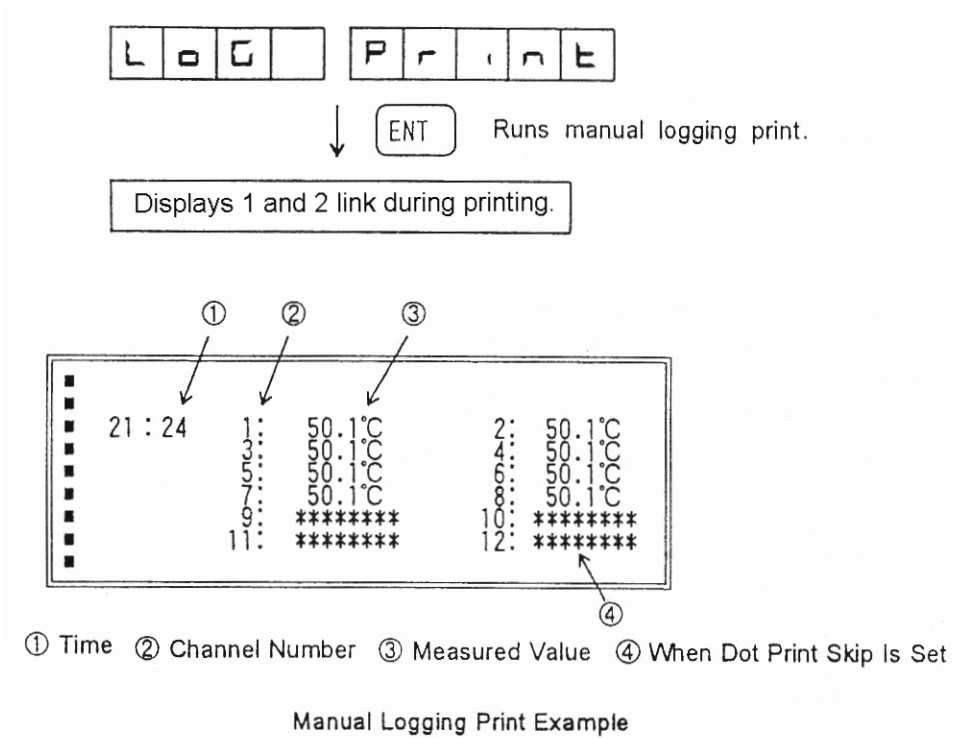 LoG Print
ENT Runs manual logging print.
Displays 1 and 2 link during printing.
① ② ③
21:24 1: 50.1℃ 2: 50.1℃
3: 50.1℃ 4: 50.1℃
5: 50.1℃ 6: 50.1℃
7: 50.1℃ 8: 50.1℃
9: ******** 10: ********
11: ******** 12: ********
④
① Time ② Channel Number ③ Measured Value ④ When Dot Print Skip Is Set
Manual Logging Print Example